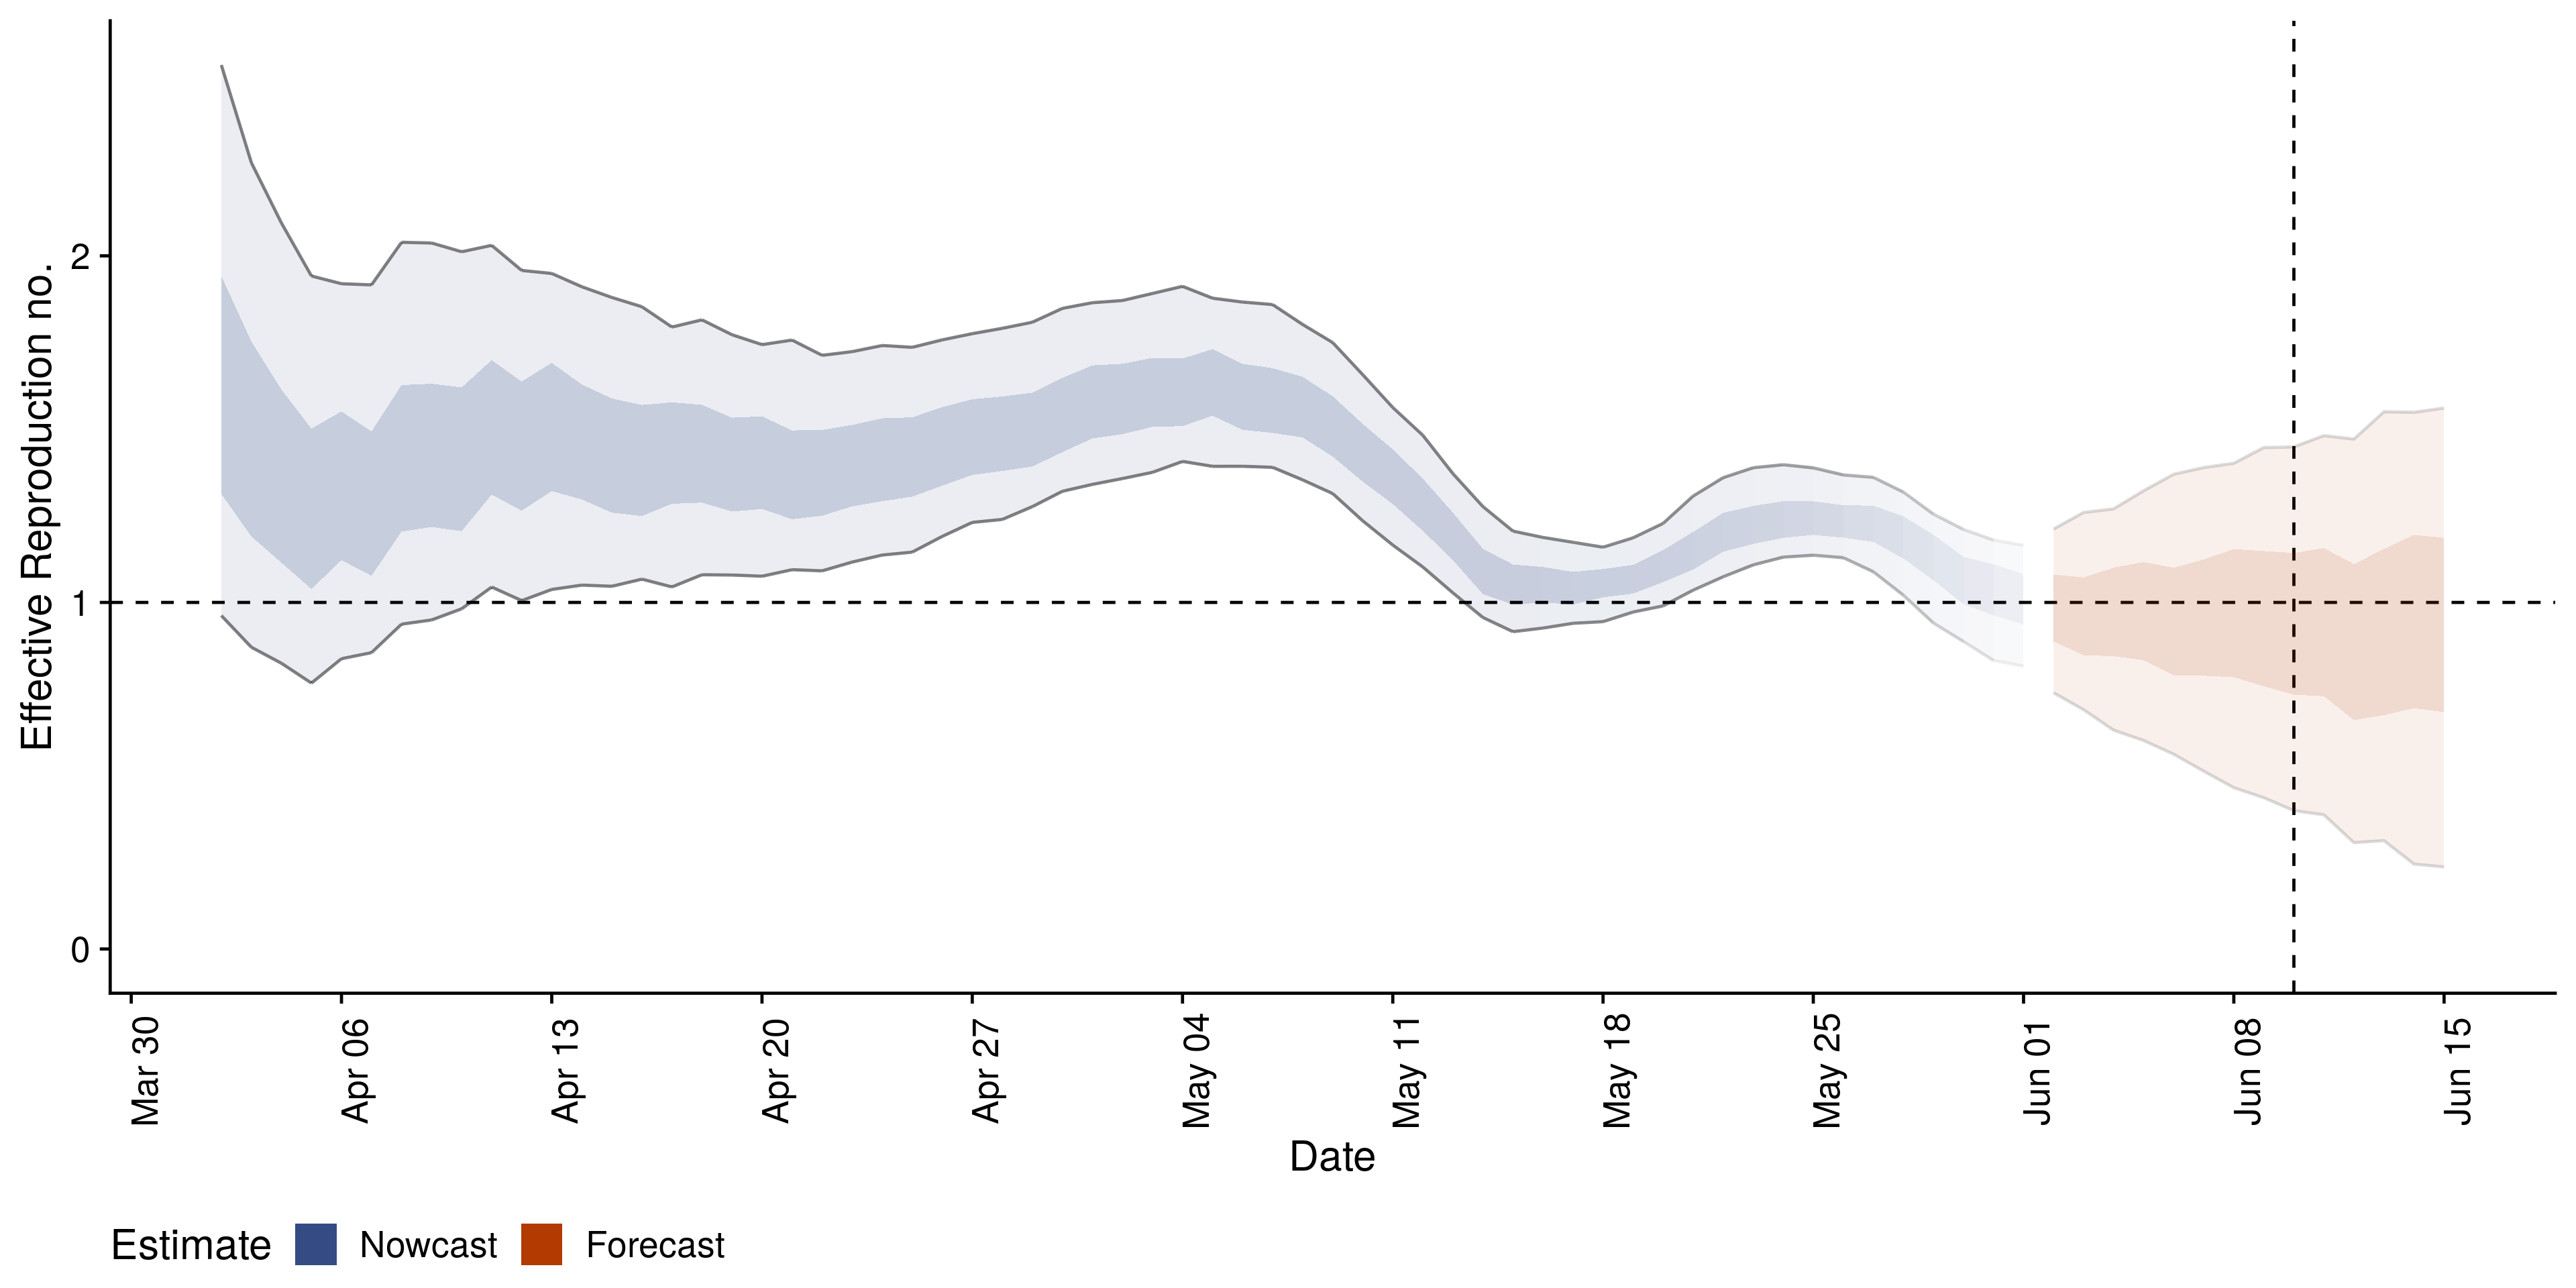 Effective Reproduction no.
2
1
0
Mar 30
Apr 06
Apr 13
Apr 20
Apr 27
May 04
May 11
May 18
May 25
Jun 01
Jun 08
Jun 15
Date
Estimate Nowcast Forecast